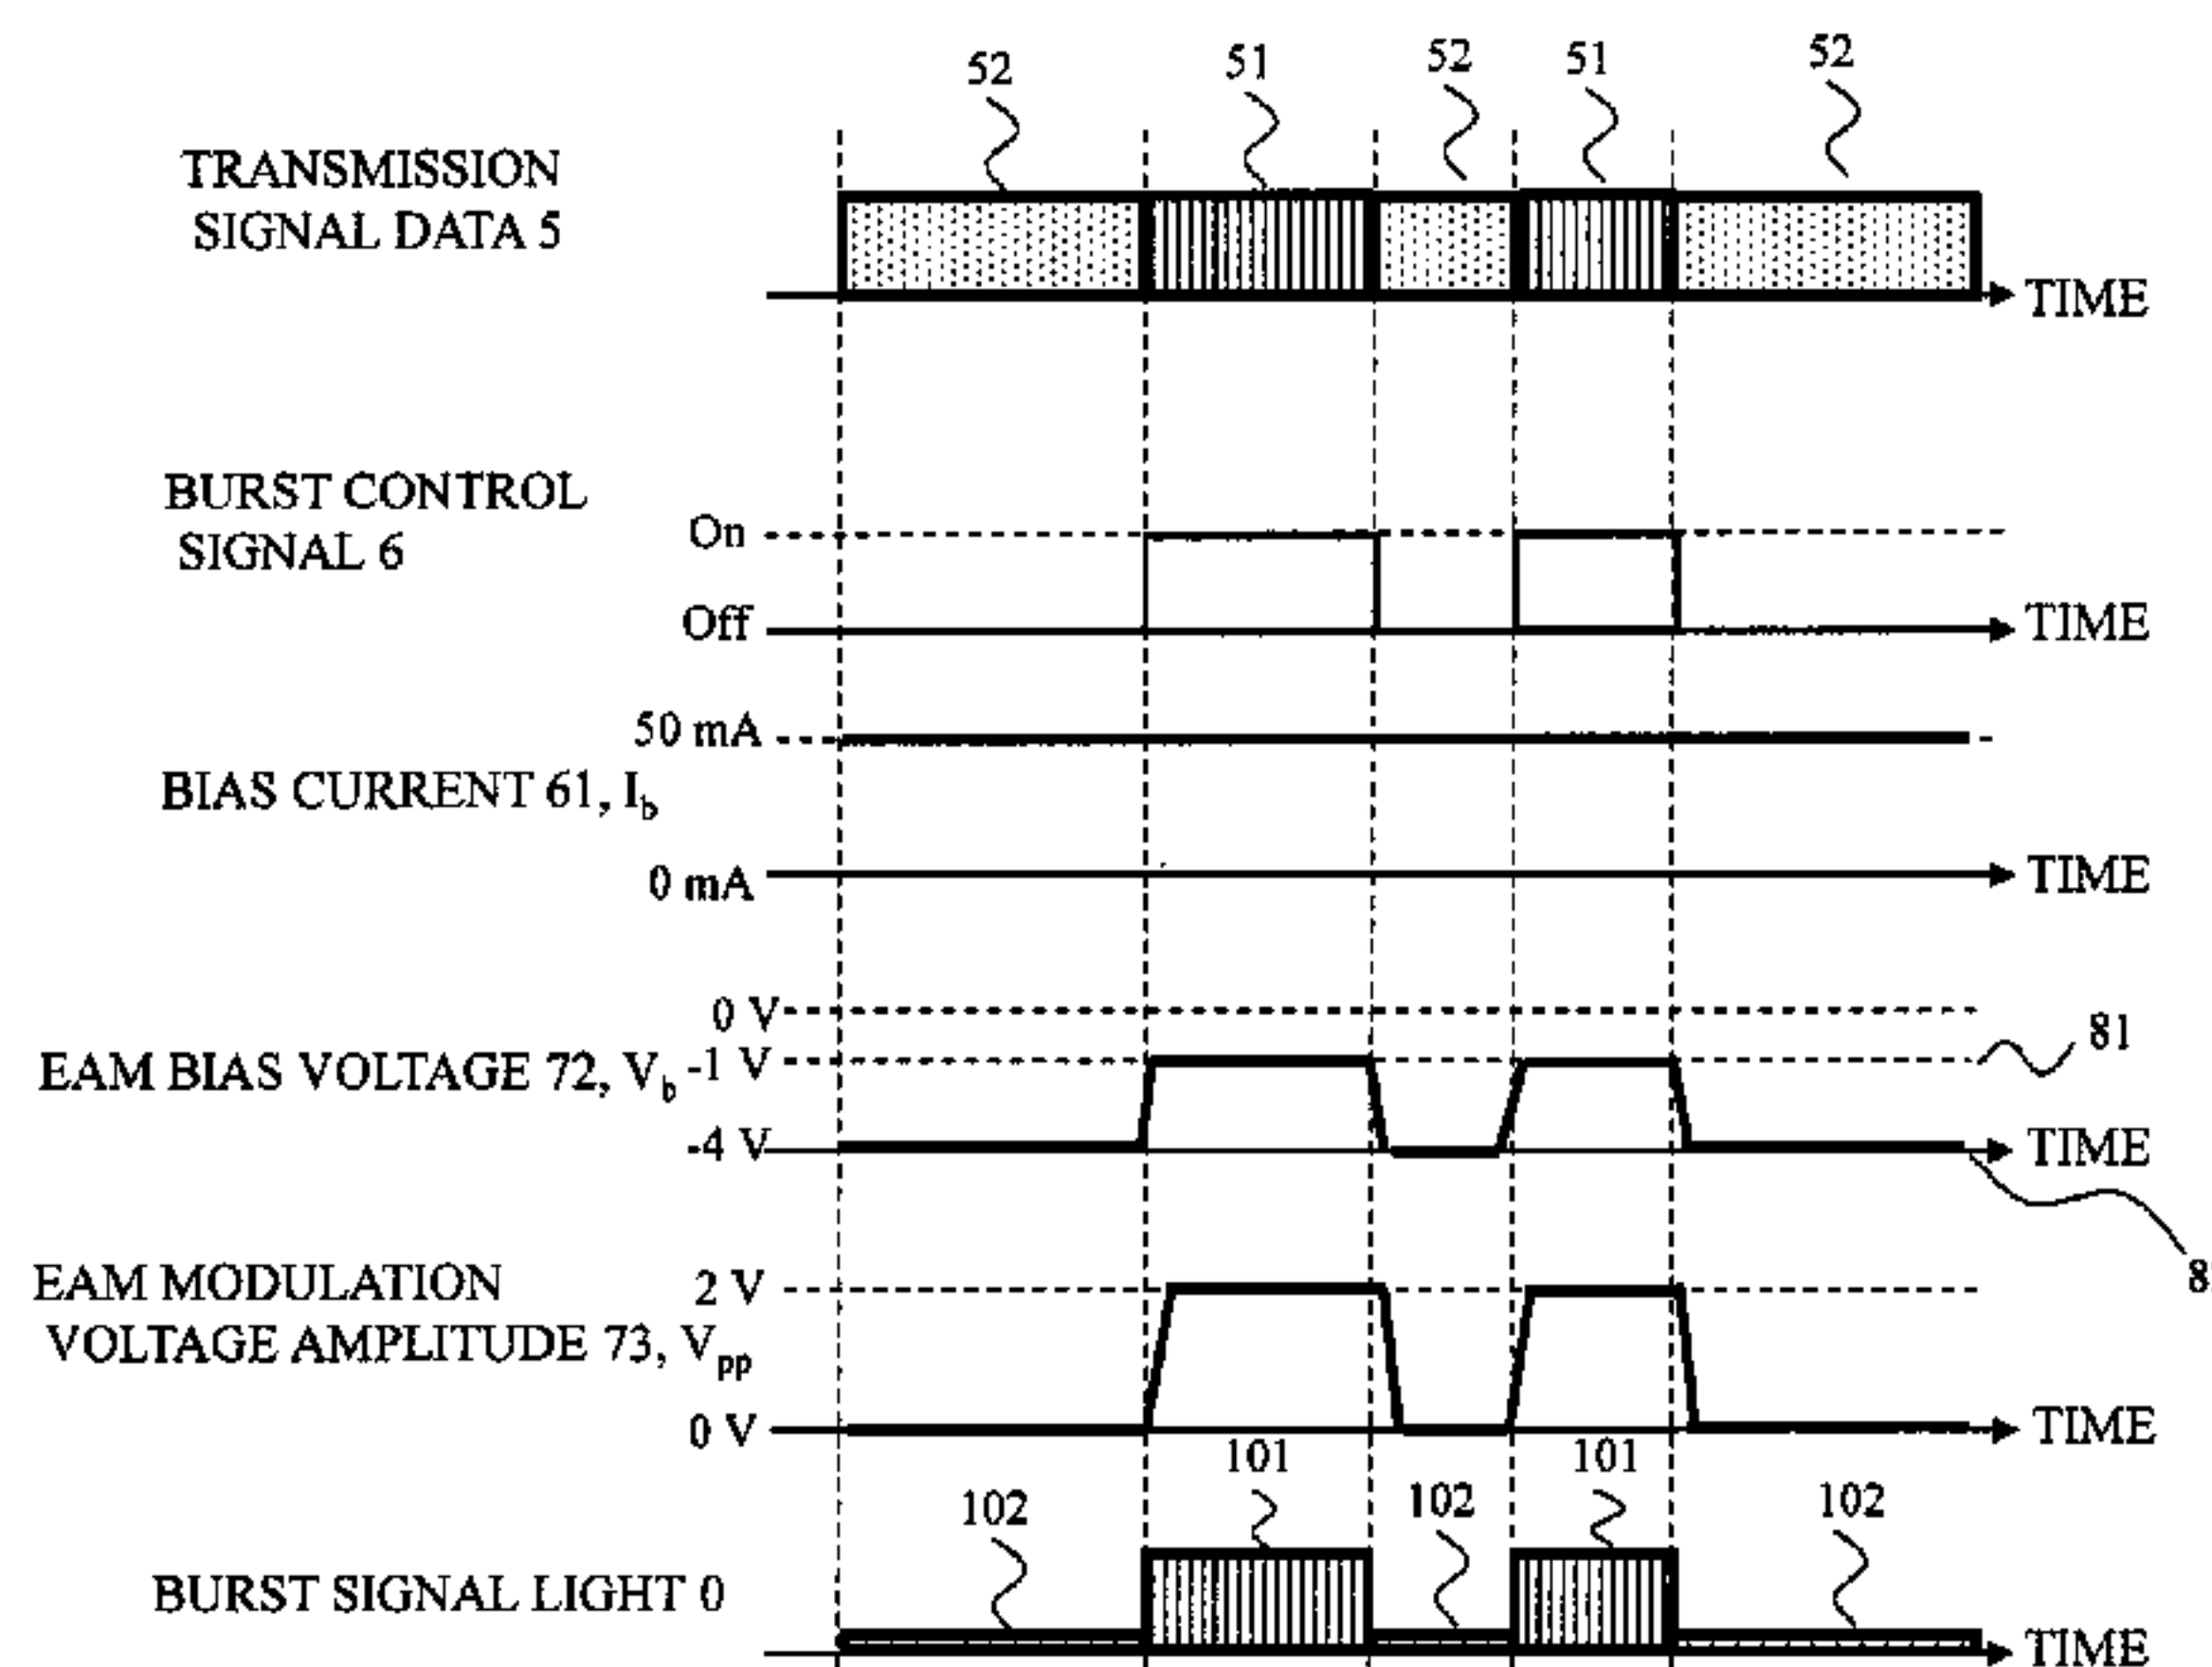 52 51 52 51 52
TRANSMISSION
SIGNAL DATA 5
TIME
BURST CONTROL
SIGNAL 6
On
Off
TIME
50 mA
BIAS CURRENT 61, Ib
0 mA
TIME
0 V
81
EAM BIAS VOLTAGE 72, Vb
-1 V
-4 V
TIME
8
EAM MODULATION
VOLTAGE AMPLITUDE 73, Vpp
2 V
0 V
TIME
101 101
102 102 102
BURST SIGNAL LIGHT 0
TIME